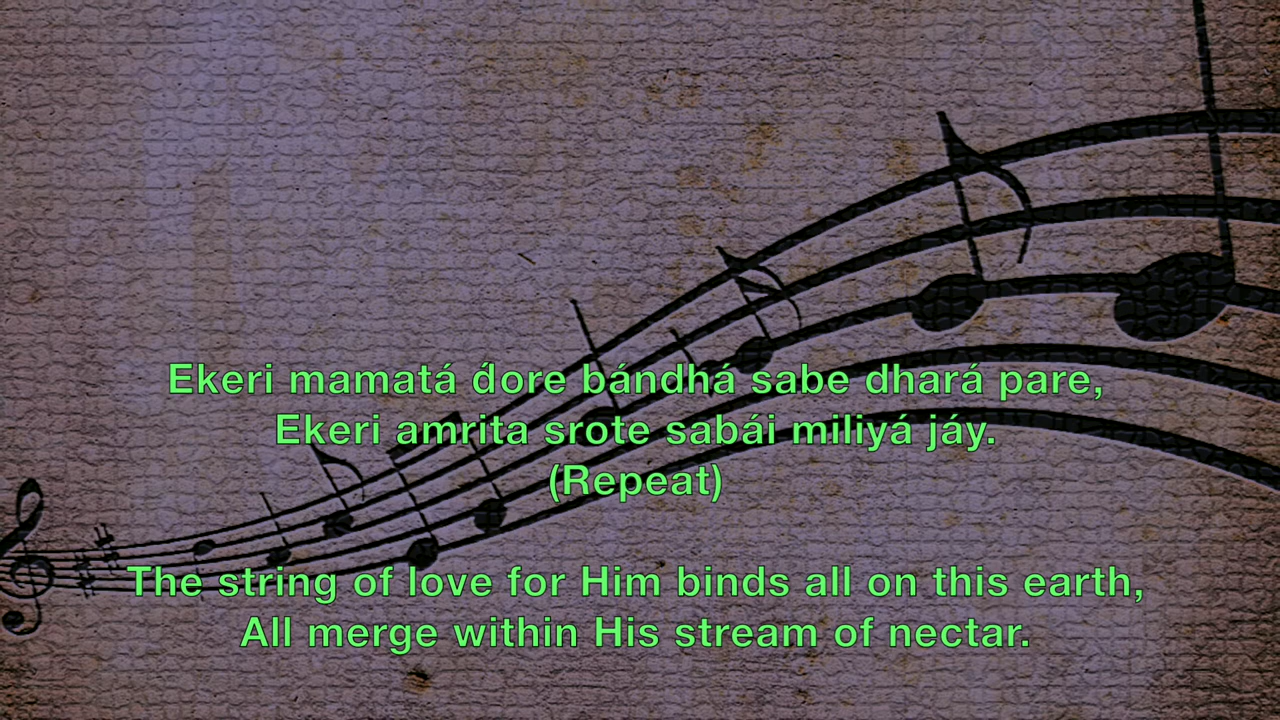 Ekeri mamatá d́ore bándhá sabe dhará pare,
Ekeri amrita srote sabái miliyá jáy.
(Repeat)
The string of love for Him binds all on this earth,
All merge within His stream of nectar.